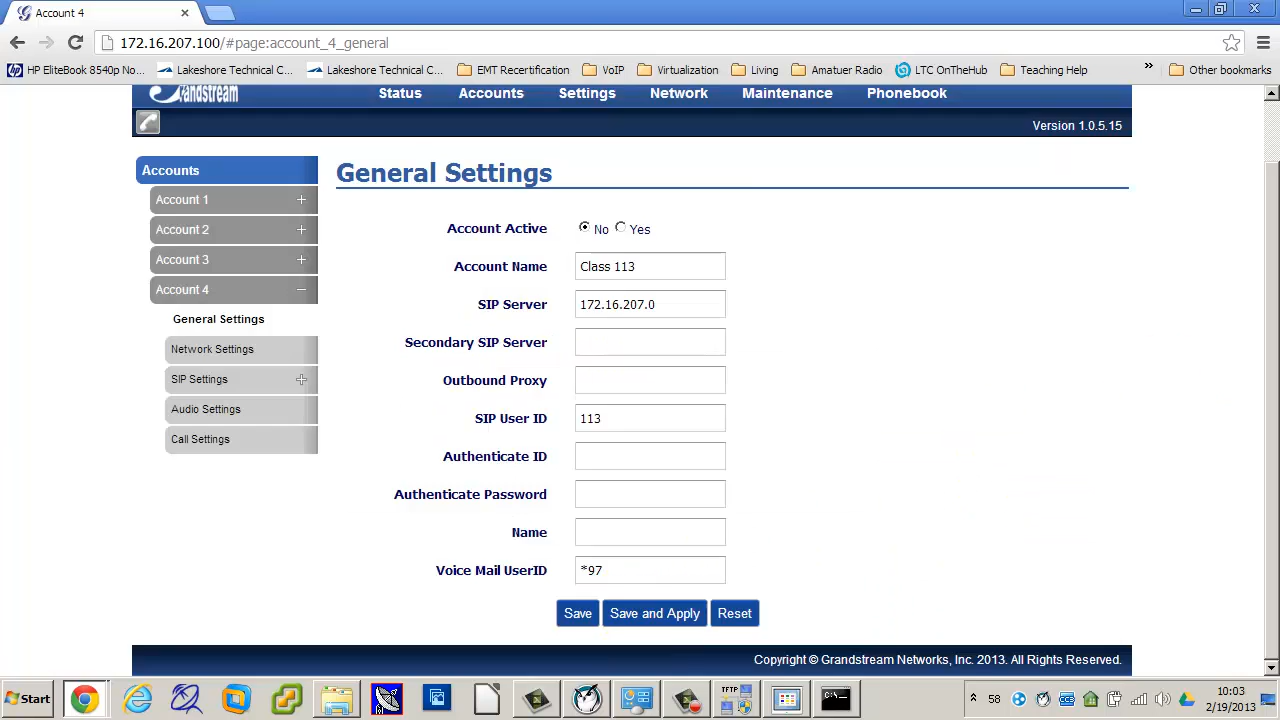 Account 4
172.16.207.100/#page:account_4_general
HP EliteBook 8540p No... Lakeshore Technical C... Lakeshore Technical C... EMT Recertification VoIP Virtualization Living Amatuer Radio LTC OnTheHub Teaching Help » Other bookmarks
Grandstream
Status Accounts Settings Network Maintenance Phonebook
Version 1.0.5.15
Accounts
Account 1 +
Account 2 +
Account 3 +
Account 4 −
General Settings
Network Settings
SIP Settings +
Audio Settings
Call Settings
General Settings
Account Active No Yes
Account Name Class 113
SIP Server 172.16.207.0
Secondary SIP Server
Outbound Proxy
SIP User ID 113
Authenticate ID
Authenticate Password
Name
Voice Mail UserID *97
Save Save and Apply Reset
Copyright © Grandstream Networks, Inc. 2013. All Rights Reserved.
Start
TFTP
58
10:03
2/19/2013